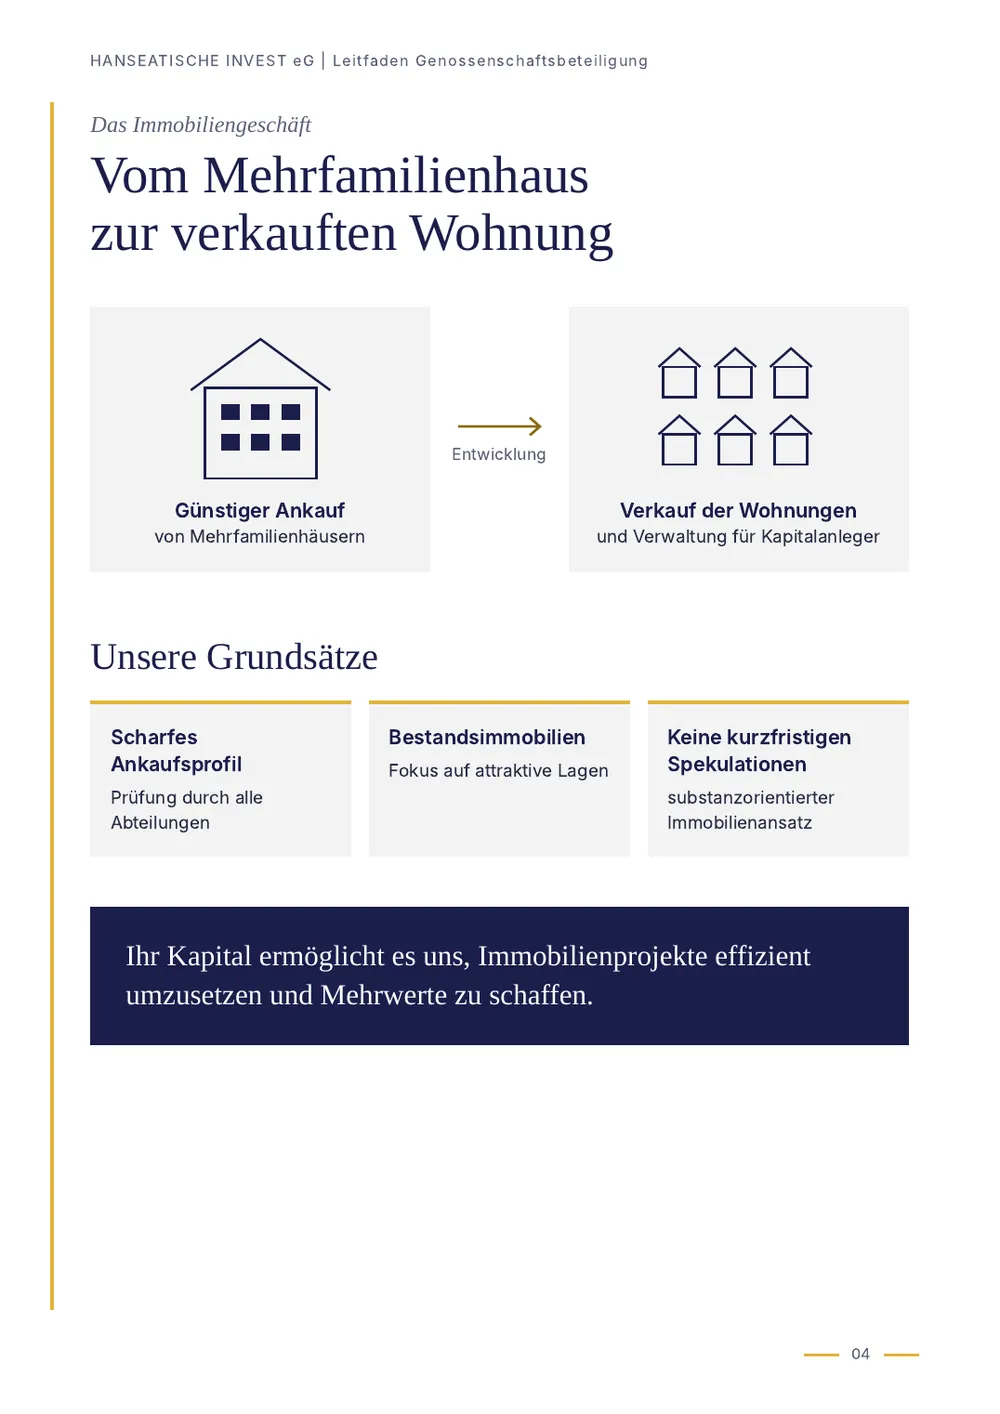 HANSEATISCHE INVEST eG | Leitfaden Genossenschaftsbeteiligung
Das Immobiliengeschäft
Vom Mehrfamilienhaus
zur verkauften Wohnung
Günstiger Ankauf
von Mehrfamilienhäusern
Entwicklung
Verkauf der Wohnungen
und Verwaltung für Kapitalanleger
Unsere Grundsätze
Scharfes
Ankaufsprofil
Prüfung durch alle
Abteilungen
Bestandsimmobilien
Fokus auf attraktive Lagen
Keine kurzfristigen
Spekulationen
substanzorientierter
Immobilienansatz
Ihr Kapital ermöglicht es uns, Immobilienprojekte effizient
umzusetzen und Mehrwerte zu schaffen.
04